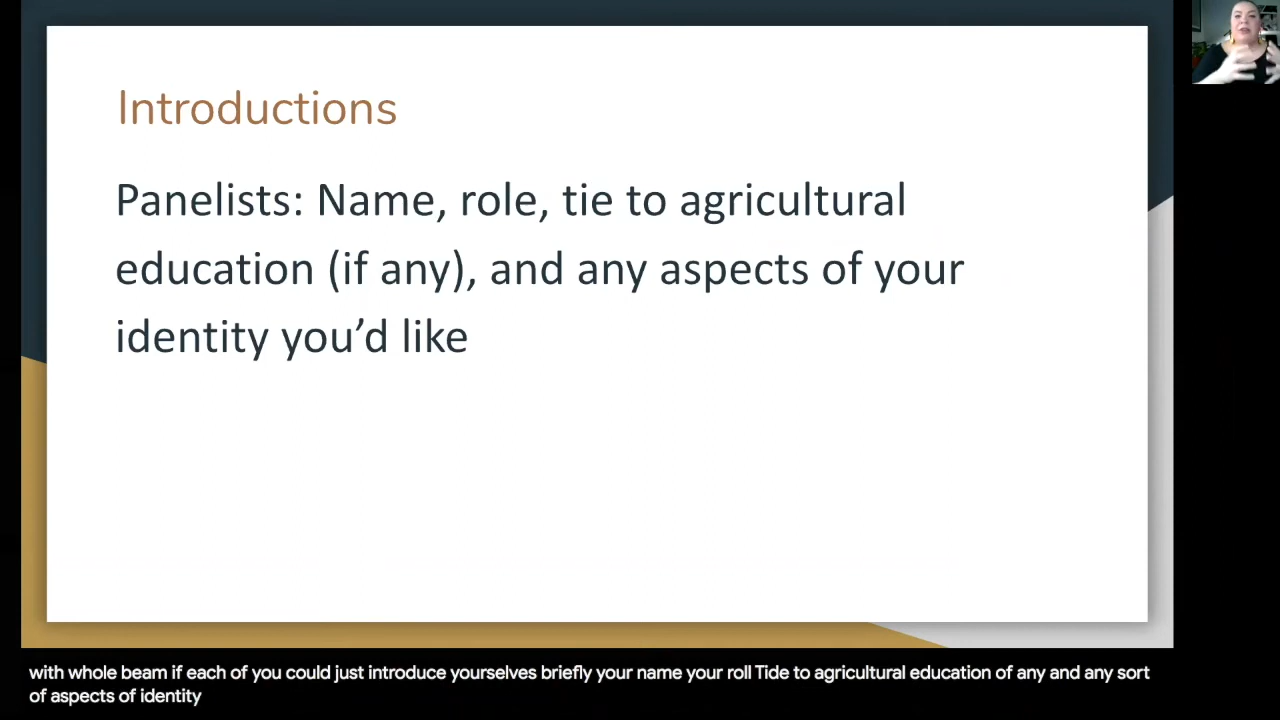 Introductions
Panelists: Name, role, tie to agricultural
education (if any), and any aspects of your
identity you’d like
with whole beam if each of you could just introduce yourselves briefly your name your roll Tide to agricultural education of any and any sort
of aspects of identity